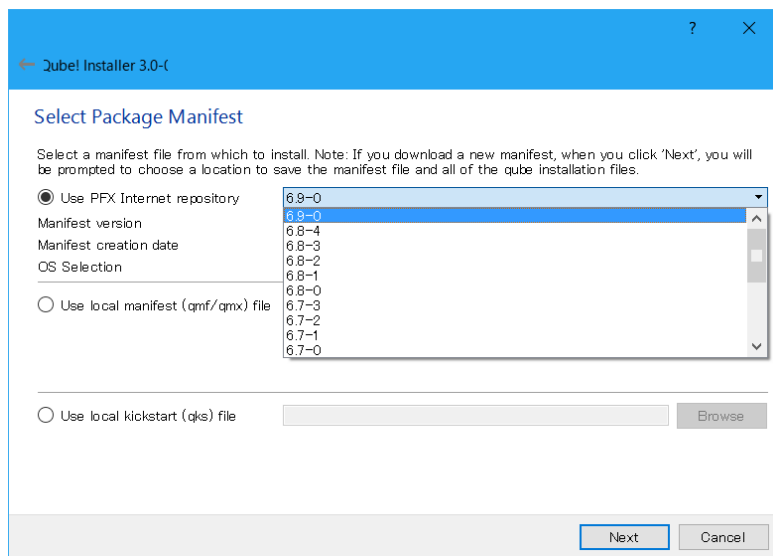 ?
Qube! Installer 3.0-
Select Package Manifest
Select a manifest file from which to install. Note: If you download a new manifest, when you click 'Next', you will
be prompted to choose a location to save the manifest file and all of the qube installation files.
Use PFX Internet repository
6.9-0
Manifest version
Manifest creation date
OS Selection
6.9-0
6.8-4
6.8-3
6.8-2
6.8-1
6.8-0
6.7-3
6.7-2
6.7-1
6.7-0
Use local manifest (qmf/qmx) file
Use local kickstart (qks) file
Browse
Next
Cancel